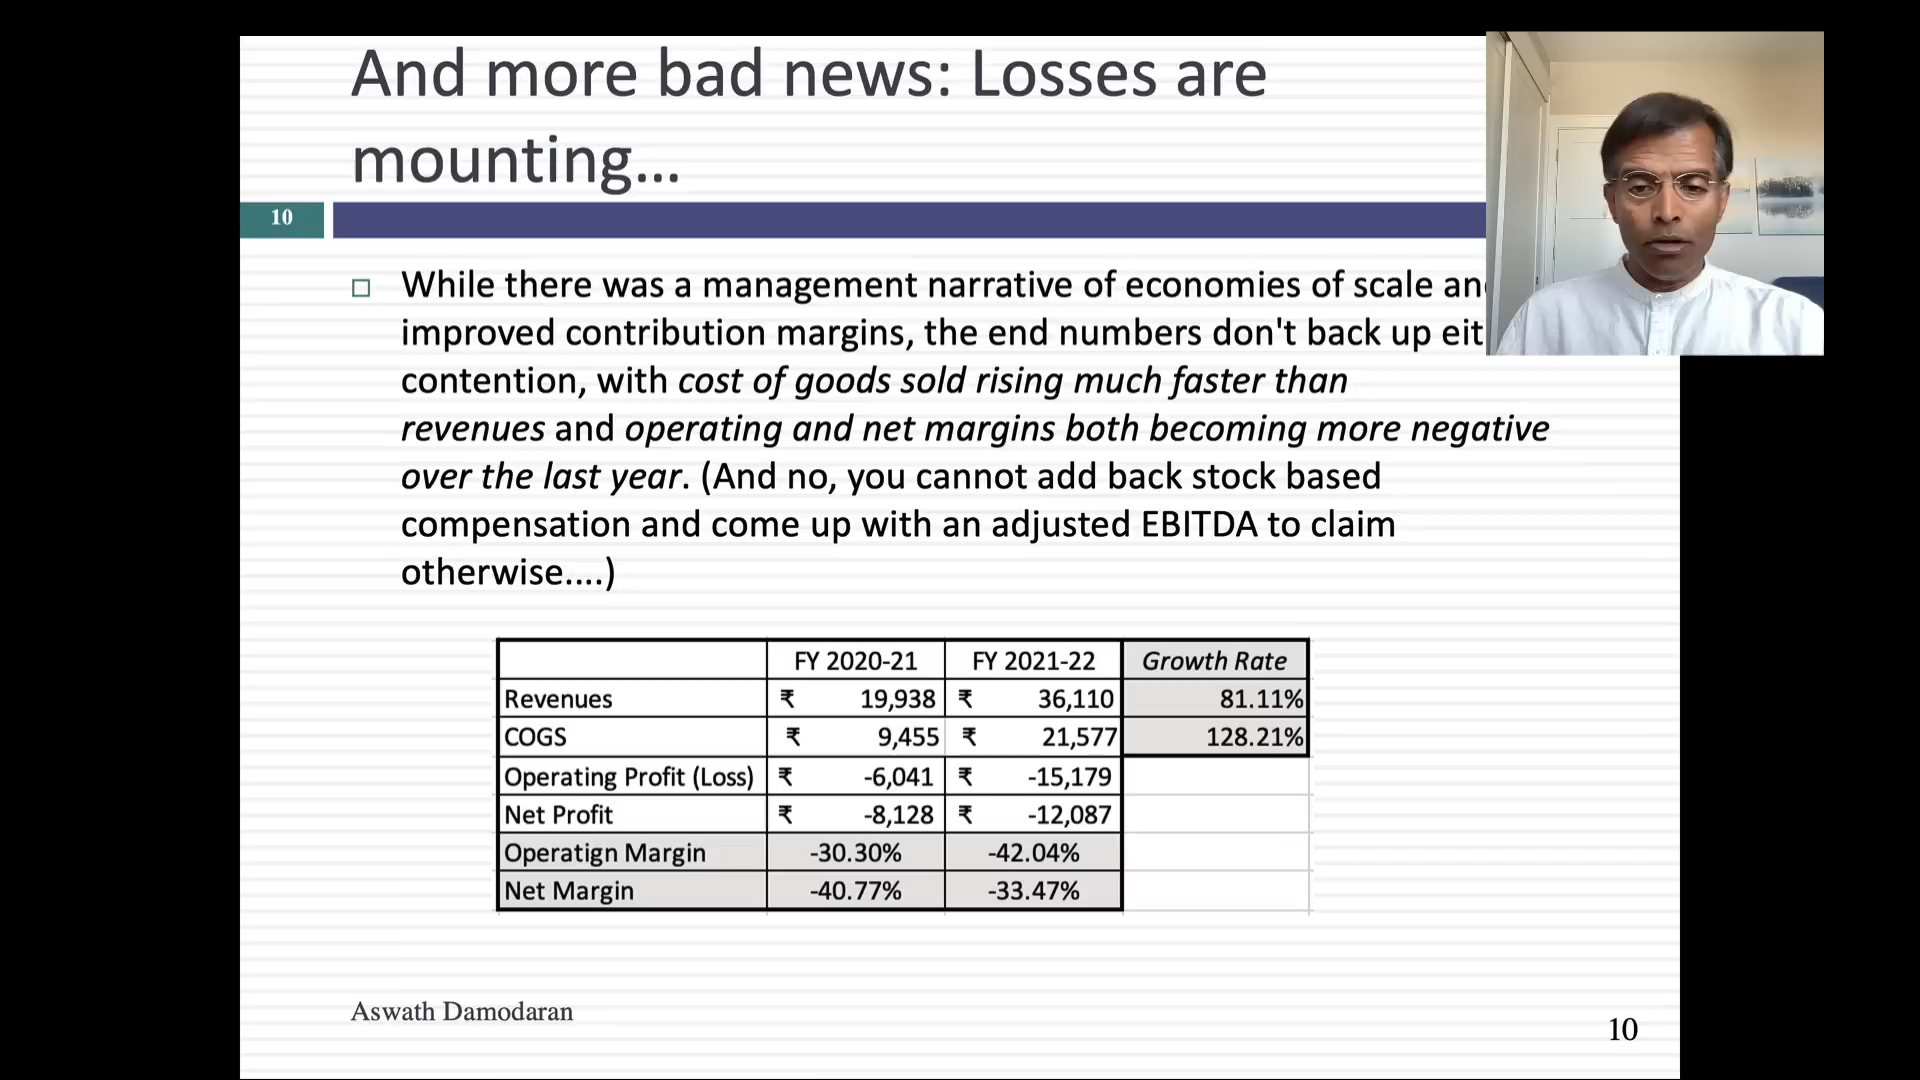 And more bad news: Losses are
mounting...
10
While there was a management narrative of economies of scale an
improved contribution margins, the end numbers don't back up eit
contention, with cost of goods sold rising much faster than
revenues and operating and net margins both becoming more negative
over the last year. (And no, you cannot add back stock based
compensation and come up with an adjusted EBITDA to claim
otherwise....)
FY 2020-21 FY 2021-22 Growth Rate
Revenues ₹ 19,938 ₹ 36,110 81.11%
COGS ₹ 9,455 ₹ 21,577 128.21%
Operating Profit (Loss) ₹ -6,041 ₹ -15,179
Net Profit ₹ -8,128 ₹ -12,087
Operatign Margin -30.30% -42.04%
Net Margin -40.77% -33.47%
Aswath Damodaran
10